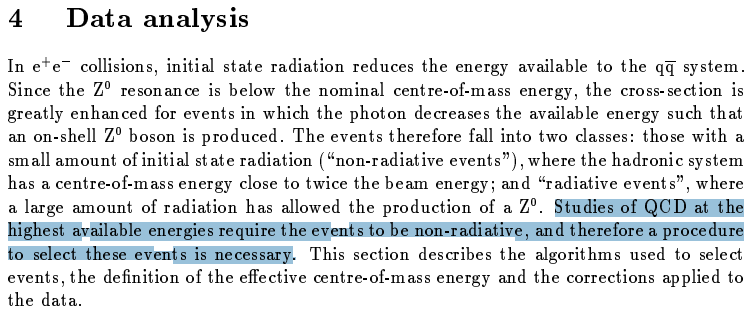 4 Data analysis
In e⁺e⁻ collisions, initial state radiation reduces the energy available to the qq̅ system.
Since the Z⁰ resonance is below the nominal centre-of-mass energy, the cross-section is
greatly enhanced for events in which the photon decreases the available energy such that
an on-shell Z⁰ boson is produced. The events therefore fall into two classes: those with a
small amount of initial state radiation (“non-radiative events”), where the hadronic system
has a centre-of-mass energy close to twice the beam energy; and “radiative events”, where
a large amount of radiation has allowed the production of a Z⁰. Studies of QCD at the
highest available energies require the events to be non-radiative, and therefore a procedure
to select these events is necessary. This section describes the algorithms used to select
events, the definition of the effective centre-of-mass energy and the corrections applied to
the data.